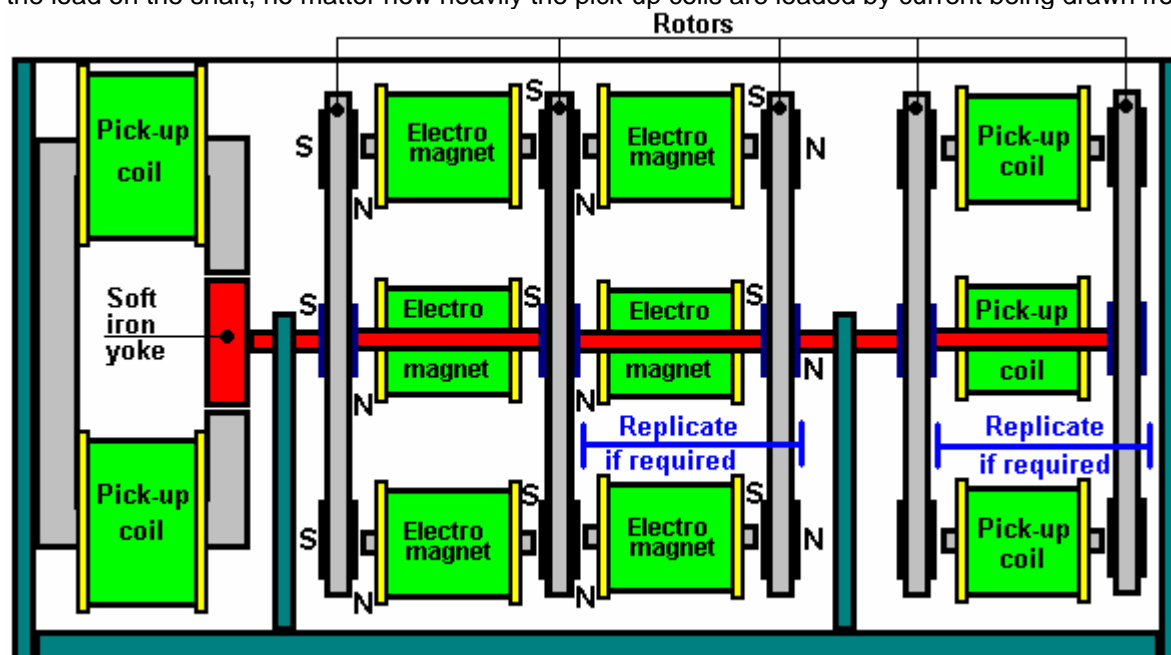 the load on the shaft, no matter how heavily the pick-up coils are loaded by current being drawn fro
Rotors
Pick-up
coil
S
Electro
magnet
N
S
Electro
magnet
N
S
N
Pick-up
coil
Soft
iron
yoke
S
Electro
magnet
N
S
Electro
magnet
N
S
N
Pick-up
coil
Replicate
if required
Replicate
if required
Pick-up
coil
S
Electro
magnet
N
S
Electro
magnet
N
S
N
Pick-up
coil